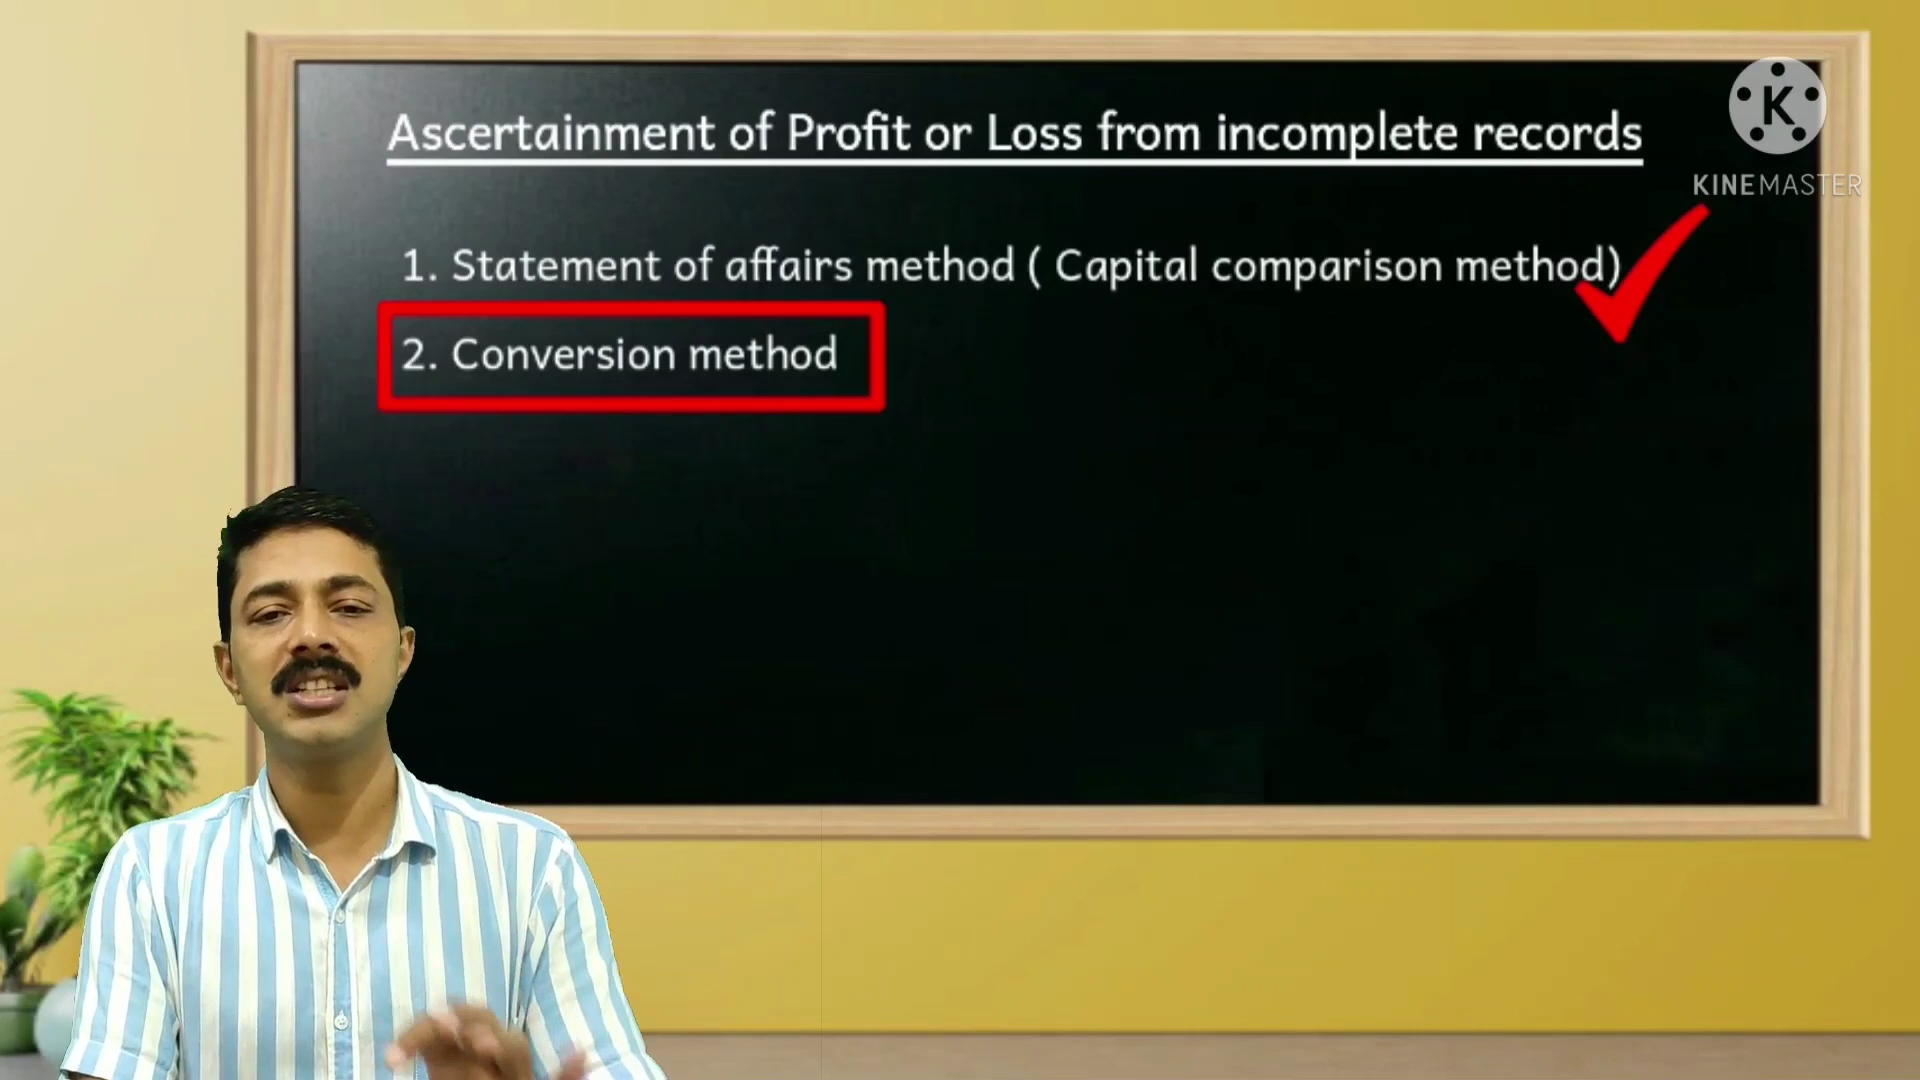 Ascertainment of Profit or Loss from incomplete records
K
KINEMASTER
1. Statement of affairs method ( Capital comparison method)
2. Conversion method